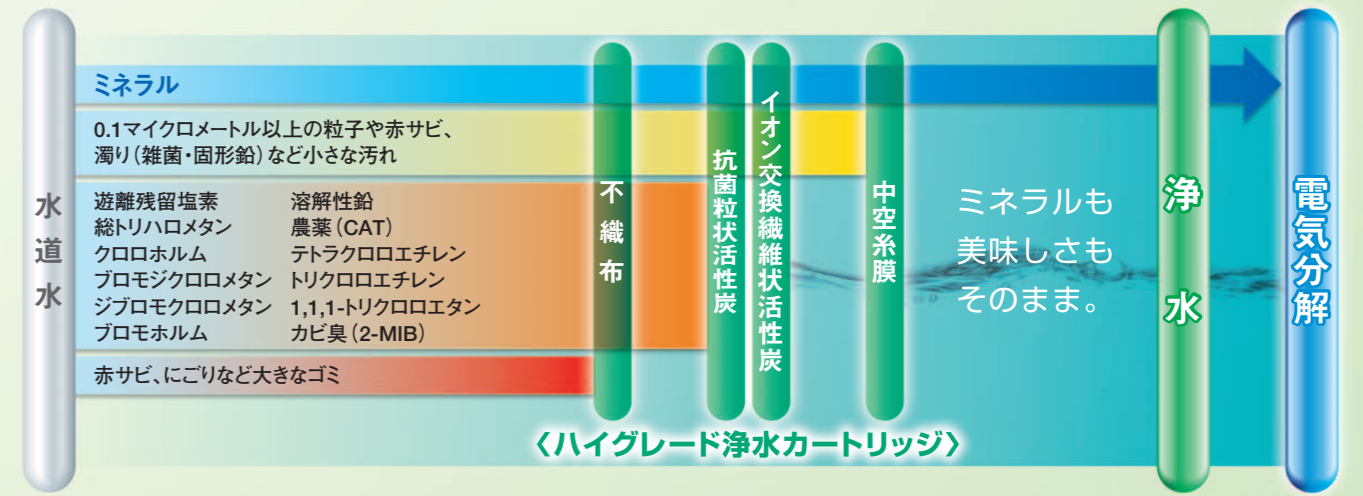 水道水
ミネラル
0.1マイクロメートル以上の粒子や赤サビ、
濁り(雑菌・固形鉛)など小さな汚れ
遊離残留塩素 溶解性鉛
総トリハロメタン 農薬(CAT)
クロロホルム テトラクロロエチレン
ブロモジクロロメタン トリクロロエチレン
ジブロモクロロメタン 1,1,1-トリクロロエタン
ブロモホルム カビ臭(2-MIB)
赤サビ、にごりなど大きなゴミ
不織布
抗菌粒状活性炭
イオン交換繊維状活性炭
中空糸膜
〈ハイグレード浄水カートリッジ〉
ミネラルも
美味しさも
そのまま。
浄水
電気分解